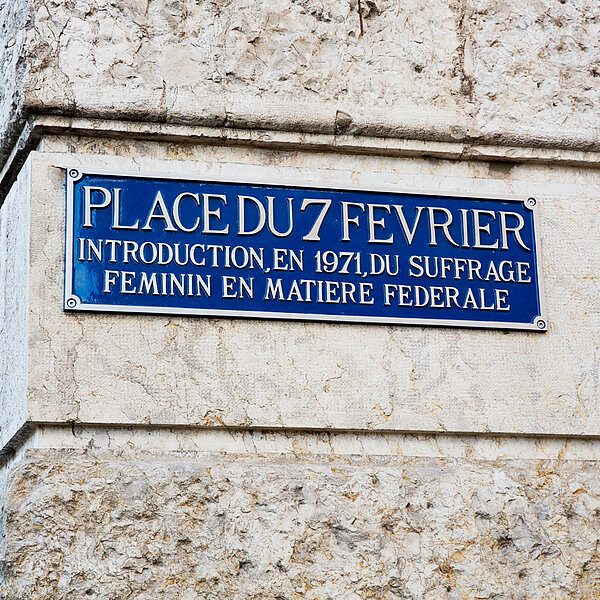 PLACE DU 7 FEVRIER
INTRODUCTION, EN 1971, DU SUFFRAGE
FEMININ EN MATIERE FEDERALE